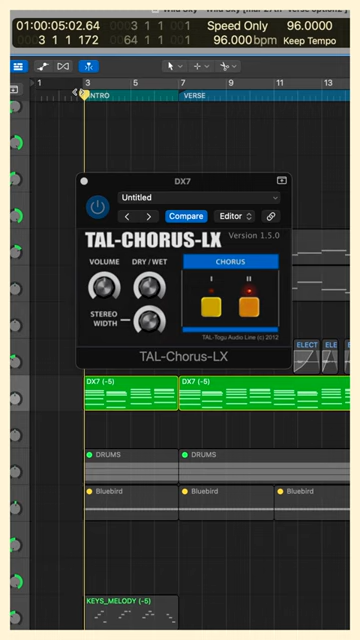 01:00:05:02.64
3 1 1 001
Speed Only
96.0000
3 1 1 172
64 1 1 001
96.000 bpm
Keep Tempo
1
3
5
7
9
11
13
INTRO
VERSE
DX7
Untitled
Compare
Editor
TAL-CHORUS-LX
Version 1.5.0
VOLUME
DRY / WET
CHORUS
I
II
STEREO
WIDTH
TAL-Togu Audio Line (c) 2012
TAL-Chorus-LX
ELECT
ELE
E
DX7 (-5)
DX7 (-5)
DRUMS
DRUMS
Bluebird
Bluebird
Bluebird
KEYS_MELODY (-5)